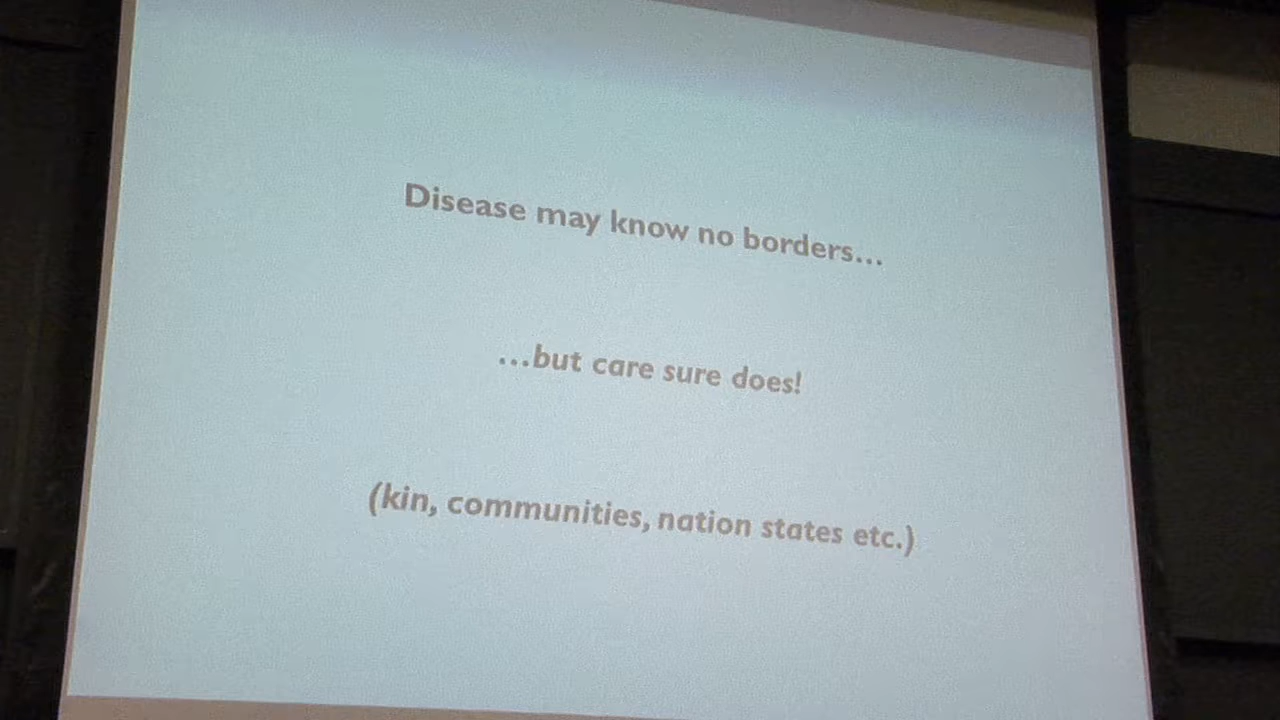 Disease may know no borders...
...but care sure does!
(kin, communities, nation states etc.)